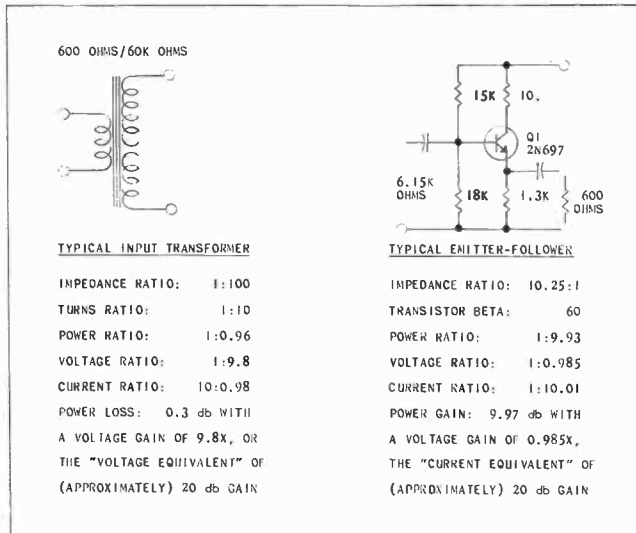 600 OHMS/60K OHMS
TYPICAL INPUT TRANSFORMER
IMPEDANCE RATIO: 1:100
TURNS RATIO: 1:10
POWER RATIO: 1:0.96
VOLTAGE RATIO: 1:9.8
CURRENT RATIO: 10:0.98
POWER LOSS: 0.3 db WITH
A VOLTAGE GAIN OF 9.8X, OR
THE "VOLTAGE EQUIVALENT" OF
(APPROXIMATELY) 20 db GAIN
15K
10.
Q1
2N697
6.15K
OHMS
18K
1.3K
600
OHMS
TYPICAL EMITTER-FOLLOWER
IMPEDANCE RATIO: 10.25:1
TRANSISTOR BETA: 60
POWER RATIO: 1:9.93
VOLTAGE RATIO: 1:0.985
CURRENT RATIO: 1:10.01
POWER GAIN: 9.97 db WITH
A VOLTAGE GAIN OF 0.985X,
THE "CURRENT EQUIVALENT" OF
(APPROXIMATELY) 20 db GAIN